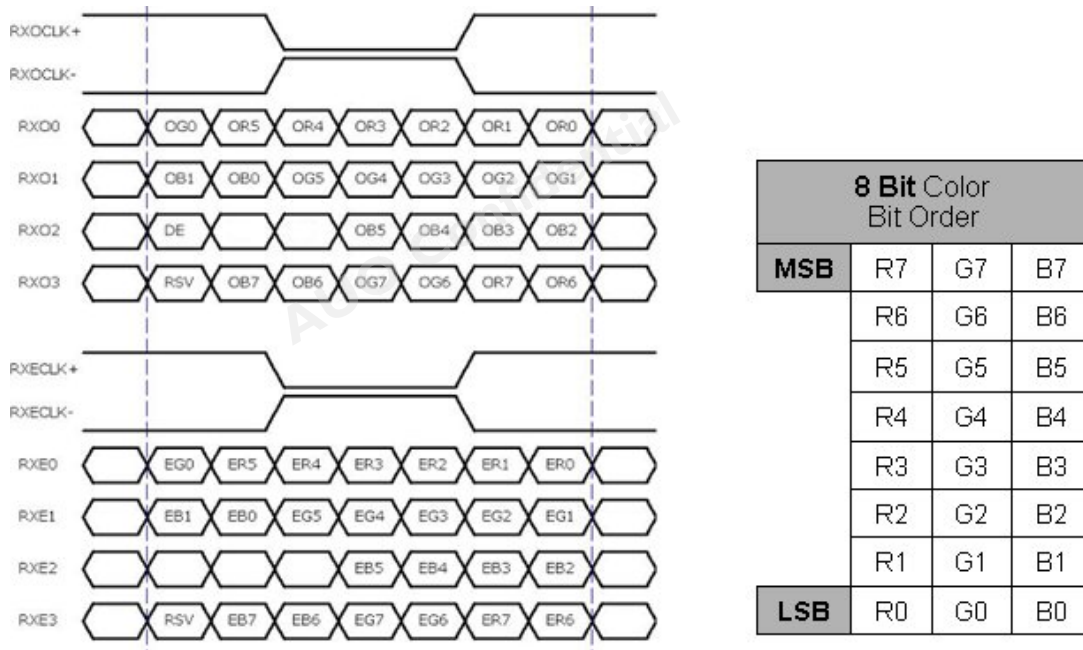 RXOCLK+
RXOCLK-
RXO0 OG0 OR5 OR4 OR3 OR2 OR1 OR0
RXO1 OB1 OB0 OG5 OG4 OG3 OG2 OG1
RXO2 DE OB5 OB4 OB3 OB2
RXO3 RSV OB7 OB6 OG7 OG6 OR7 OR6
AUO Confidential
RXECLK+
RXECLK-
RXE0 EG0 ER5 ER4 ER3 ER2 ER1 ER0
RXE1 EB1 EB0 EG5 EG4 EG3 EG2 EG1
RXE2 EB5 EB4 EB3 EB2
RXE3 RSV EB7 EB6 EG7 EG6 ER7 ER6
8 Bit Color
Bit Order
MSB R7 G7 B7
R6 G6 B6
R5 G5 B5
R4 G4 B4
R3 G3 B3
R2 G2 B2
R1 G1 B1
LSB R0 G0 B0